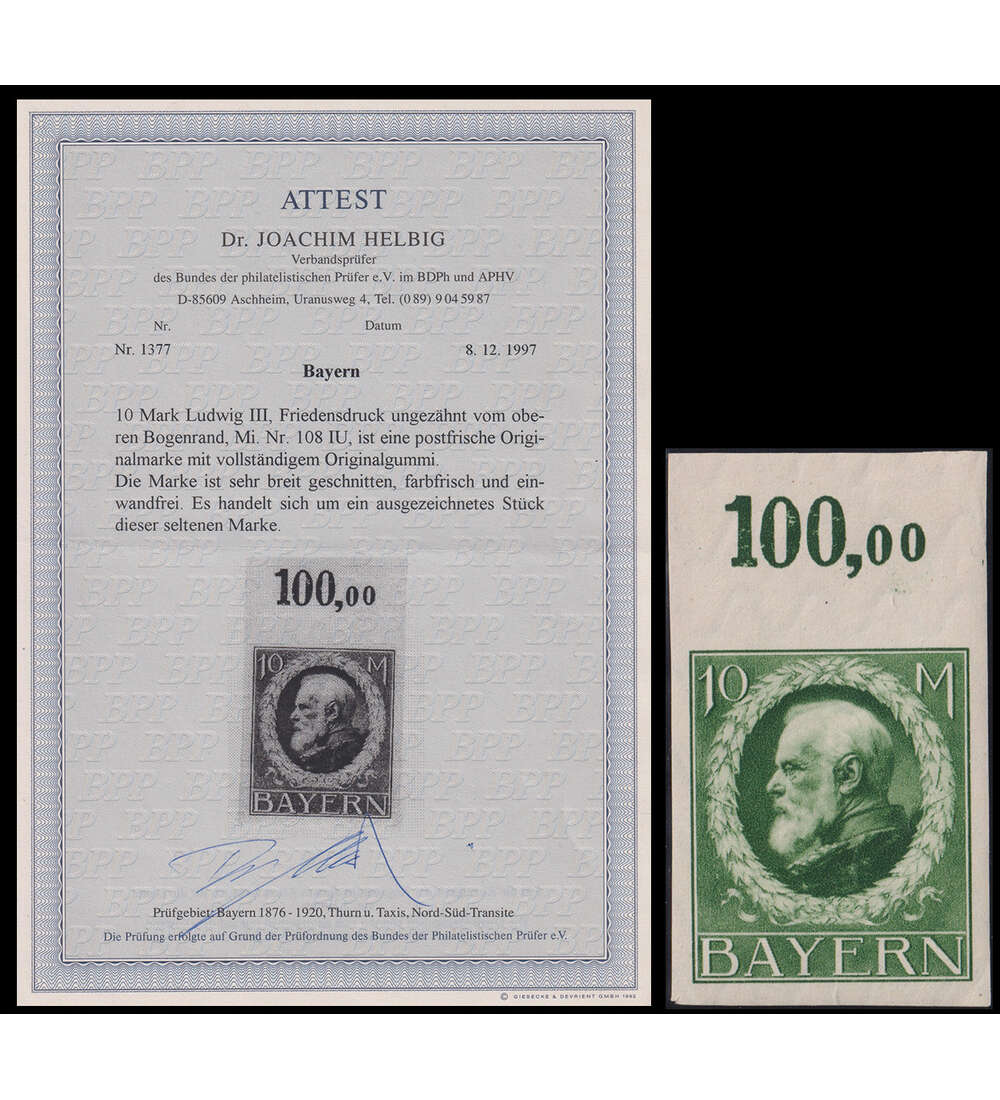 ATTEST
Dr. JOACHIM HELBIG
Verbandsprüfer
des Bundes der philatelistischen Prüfer e.V. im BDPh und APHV
D-85609 Aschheim, Uranusweg 4, Tel. (0 89) 9 04 59 87
Nr. Datum
Nr. 1377 8. 12. 1997
Bayern
10 Mark Ludwig III, Friedensdruck ungezähnt vom obe-
ren Bogenrand, Mi. Nr. 108 IU, ist eine postfrische Origi-
nalmarke mit vollständigem Originalgummi.
Die Marke ist sehr breit geschnitten, farbfrisch und ein-
wandfrei. Es handelt sich um ein ausgezeichnetes Stück
dieser seltenen Marke.
100,00
10 M
BAYERN
Prüfgebiet: Bayern 1876 - 1920, Thurn u. Taxis, Nord-Süd-Transite
Die Prüfung erfolgte auf Grund der Prüfordnung des Bundes der Philatelistischen Prüfer e.V.
© GIESECKE & DEVRIENT GMBH 1992
100,00
10 M
BAYERN